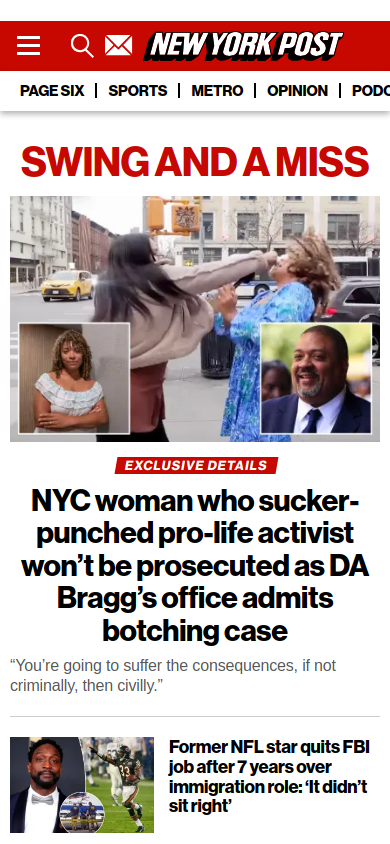 NEW YORK POST
PAGE SIX
SPORTS
METRO
OPINION
PODC
SWING AND A MISS
EXCLUSIVE DETAILS
NYC woman who sucker-
punched pro-life activist
won’t be prosecuted as DA
Bragg’s office admits
botching case
“You’re going to suffer the consequences, if not
criminally, then civilly.”
Former NFL star quits FBI
job after 7 years over
immigration role: ‘It didn’t
sit right’
33